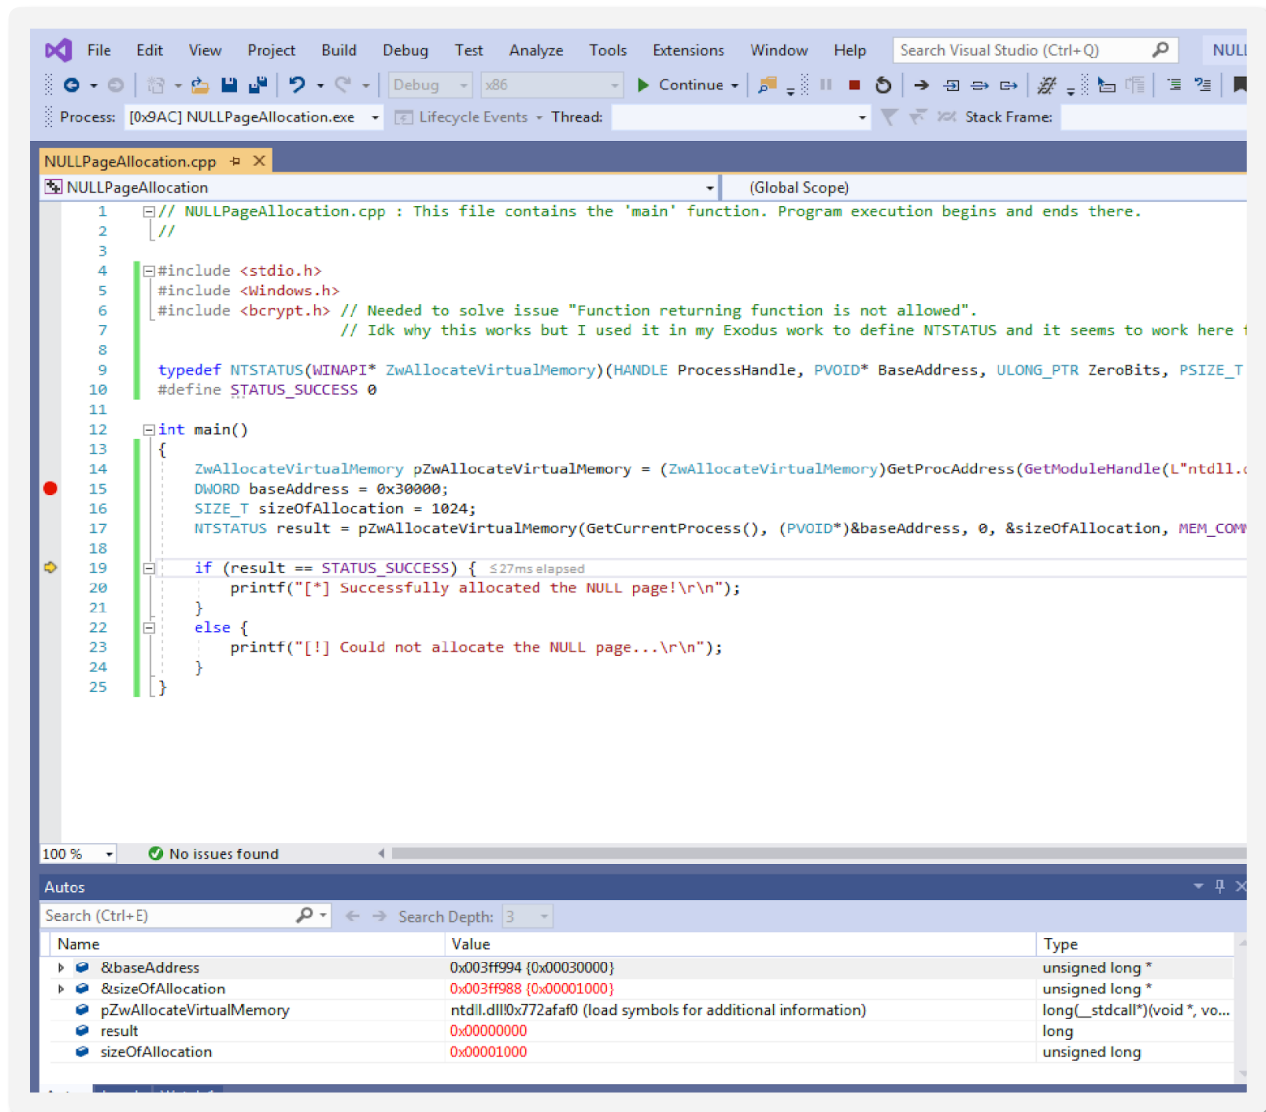 File Edit View Project Build Debug Test Analyze Tools Extensions Window Help Search Visual Studio (Ctrl+Q)
Debug x86 Continue
Process: [0x9AC] NULLPageAllocation.exe Lifecycle Events Thread: Stack Frame:
NULLPageAllocation.cpp
NULLPageAllocation (Global Scope)
1 // NULLPageAllocation.cpp : This file contains the 'main' function. Program execution begins and ends there.
2 //
3
4 #include <stdio.h>
5 #include <Windows.h>
6 #include <bcrypt.h> // Needed to solve issue "Function returning function is not allowed".
7 // Idk why this works but I used it in my Exodus work to define NTSTATUS and it seems to work here
8
9 typedef NTSTATUS(WINAPI* ZwAllocateVirtualMemory)(HANDLE ProcessHandle, PVOID* BaseAddress, ULONG_PTR ZeroBits, PSIZE_T
10 #define STATUS_SUCCESS 0
11
12 int main()
13 {
14 ZwAllocateVirtualMemory pZwAllocateVirtualMemory = (ZwAllocateVirtualMemory)GetProcAddress(GetModuleHandle(L"ntdll.
15 DWORD baseAddress = 0x30000;
16 SIZE_T sizeOfAllocation = 1024;
17 NTSTATUS result = pZwAllocateVirtualMemory(GetCurrentProcess(), (PVOID*)&baseAddress, 0, &sizeOfAllocation, MEM_COM
18
19 if (result == STATUS_SUCCESS) { ≤27ms elapsed
20 printf("[*] Successfully allocated the NULL page!\r\n");
21 }
22 else {
23 printf("[!] Could not allocate the NULL page...\r\n");
24 }
25 }
100 % No issues found
Autos
Search (Ctrl+E) Search Depth: 3
Name Value Type
&baseAddress 0x003ff994 {0x00030000} unsigned long *
&sizeOfAllocation 0x003ff988 {0x00001000} unsigned long *
pZwAllocateVirtualMemory ntdll.dll!0x772afaf0 (load symbols for additional information) long(__stdcall*)(void *, vo...
result 0x00000000 long
sizeOfAllocation 0x00001000 unsigned long